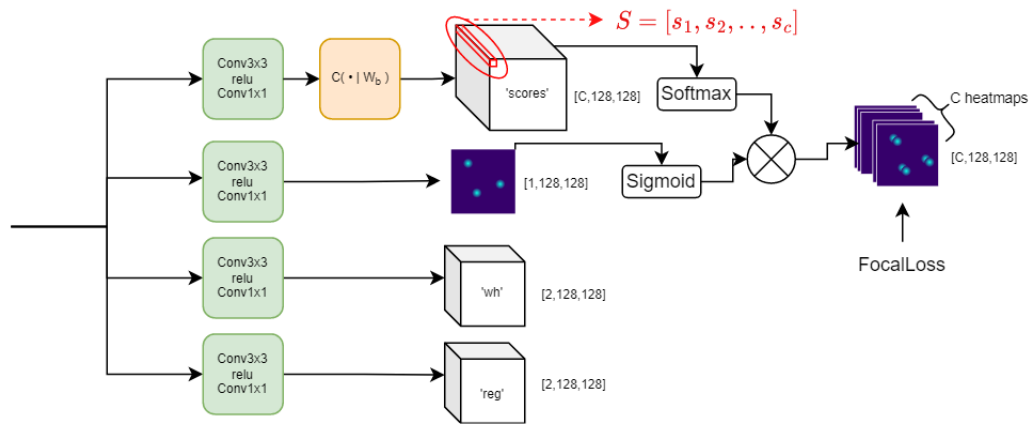 S = [s₁, s₂, . . , s_c]
Conv3x3
relu
Conv1x1
C( • | W_b )
'scores'
[C,128,128]
Softmax
C heatmaps
[C,128,128]
Conv3x3
relu
Conv1x1
[1,128,128]
Sigmoid
FocalLoss
Conv3x3
relu
Conv1x1
'wh'
[2,128,128]
Conv3x3
relu
Conv1x1
'reg'
[2,128,128]